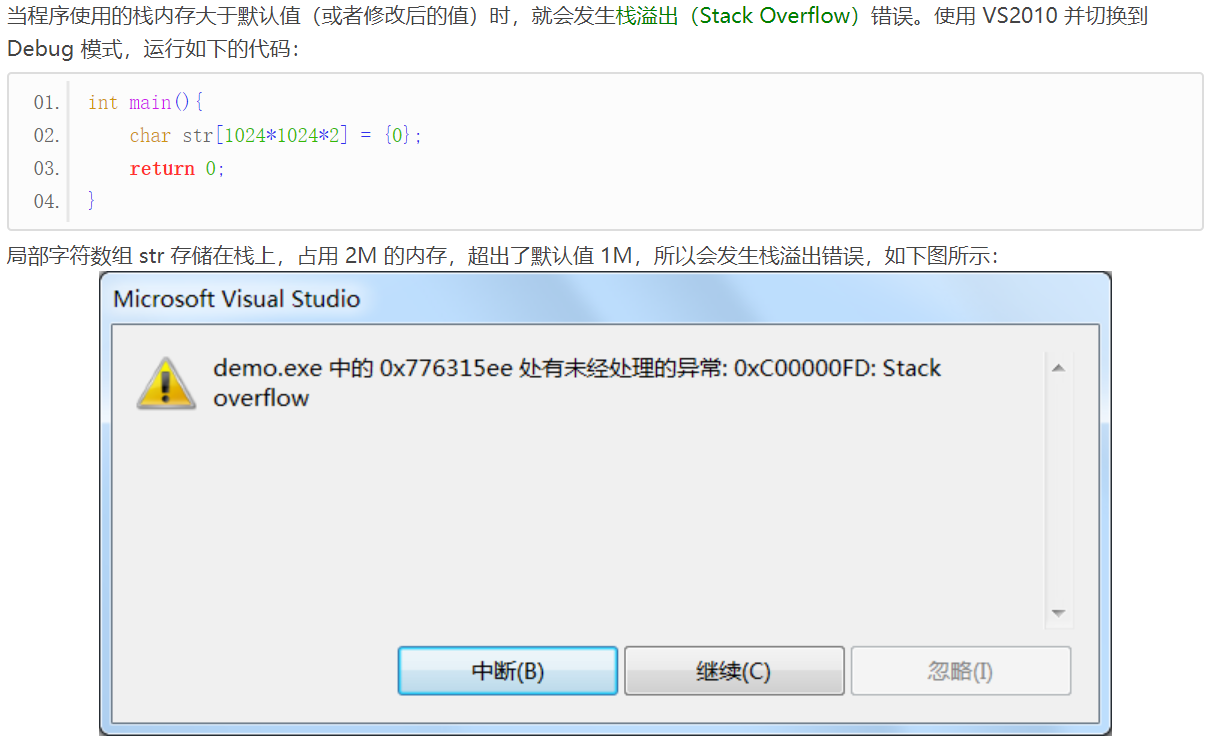 当程序使用的栈内存大于默认值（或者修改后的值）时，就会发生栈溢出（Stack Overflow）错误。使用 VS2010 并切换到
Debug 模式，运行如下的代码：
01. int main(){
02. char str[1024*1024*2] = {0};
03. return 0;
04. }
局部字符数组 str 存储在栈上，占用 2M 的内存，超出了默认值 1M，所以会发生栈溢出错误，如下图所示：
Microsoft Visual Studio
demo.exe 中的 0x776315ee 处有未经处理的异常: 0xC00000FD: Stack
overflow
中断(B) 继续(C) 忽略(I)